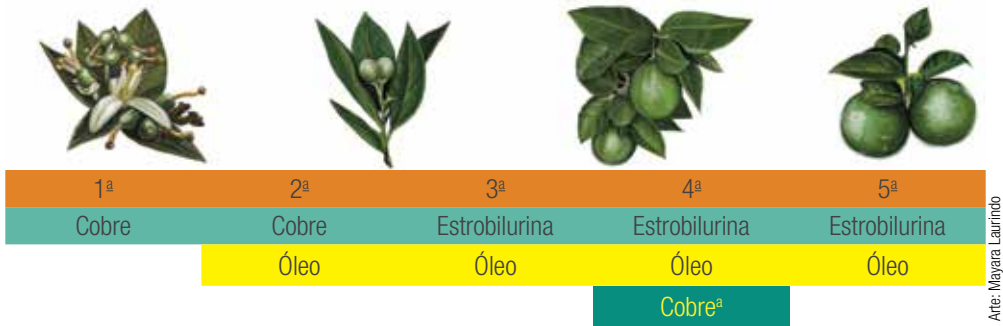 1ª 2ª 3ª 4ª 5ª
Cobre Cobre Estrobilurina Estrobilurina Estrobilurina
Óleo Óleo Óleo Óleo
Cobreª
Arte: Mayara Laurindo